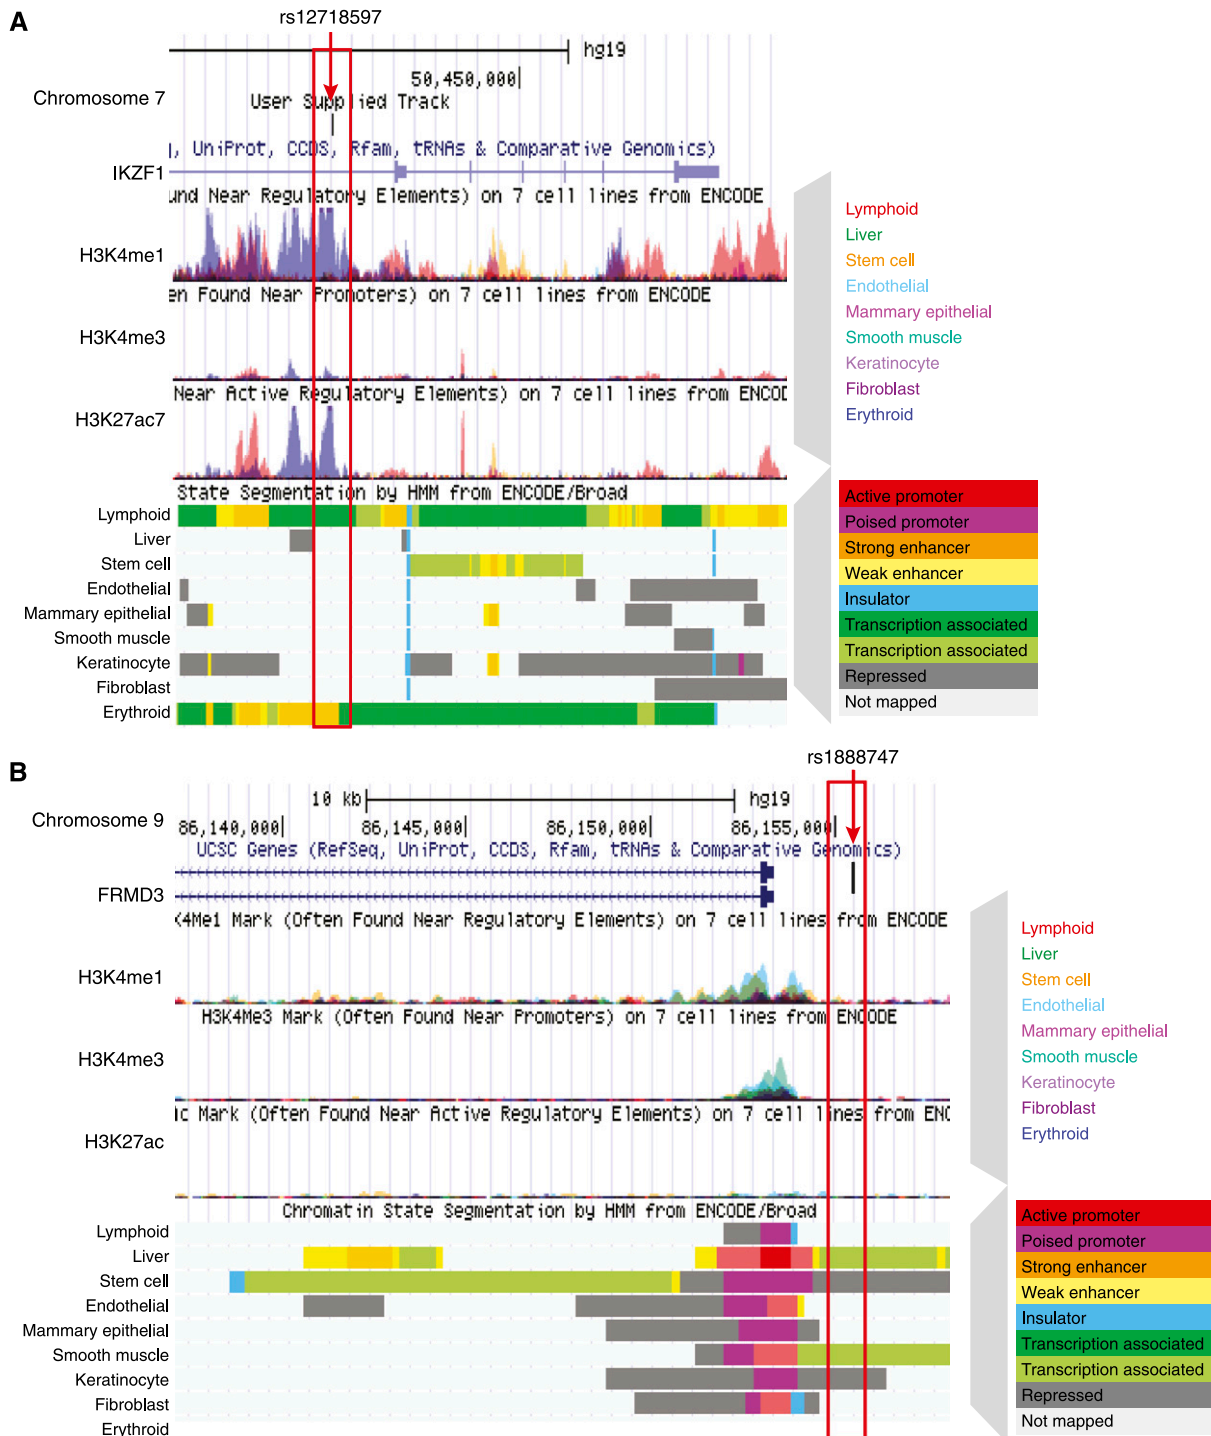 A
rs12718597
hg19
50,450,000
Chromosome 7
User Supplied Track
, UniProt, CCDS, Rfam, tRNAs & Comparative Genomics)
IKZF1
und Near Regulatory Elements) on 7 cell lines from ENCODE
H3K4me1
en Found Near Promoters) on 7 cell lines from ENCODE
H3K4me3
Near Active Regulatory Elements) on 7 cell lines from ENCOD
H3K27ac7
State Segmentation by HMM from ENCODE/Broad
Lymphoid
Liver
Stem cell
Endothelial
Mammary epithelial
Smooth muscle
Keratinocyte
Fibroblast
Erythroid
Lymphoid
Liver
Stem cell
Endothelial
Mammary epithelial
Smooth muscle
Keratinocyte
Fibroblast
Erythroid
Active promoter
Poised promoter
Strong enhancer
Weak enhancer
Insulator
Transcription associated
Transcription associated
Repressed
Not mapped
B
rs1888747
10 kb
hg19
Chromosome 9
86,140,000
86,145,000
86,150,000
86,155,000
UCSC Genes (RefSeq, UniProt, CCDS, Rfam, tRNAs & Comparative Genomics)
FRMD3
K4Me1 Mark (Often Found Near Regulatory Elements) on 7 cell lines from ENCODE
H3K4me1
H3K4Me3 Mark (Often Found Near Promoters) on 7 cell lines from ENCODE
H3K4me3
ic Mark (Often Found Near Active Regulatory Elements) on 7 cell lines from ENC
H3K27ac
Chromatin State Segmentation by HMM from ENCODE/Broad
Lymphoid
Liver
Stem cell
Endothelial
Mammary epithelial
Smooth muscle
Keratinocyte
Fibroblast
Erythroid
Lymphoid
Liver
Stem cell
Endothelial
Mammary epithelial
Smooth muscle
Keratinocyte
Fibroblast
Erythroid
Active promoter
Poised promoter
Strong enhancer
Weak enhancer
Insulator
Transcription associated
Transcription associated
Repressed
Not mapped